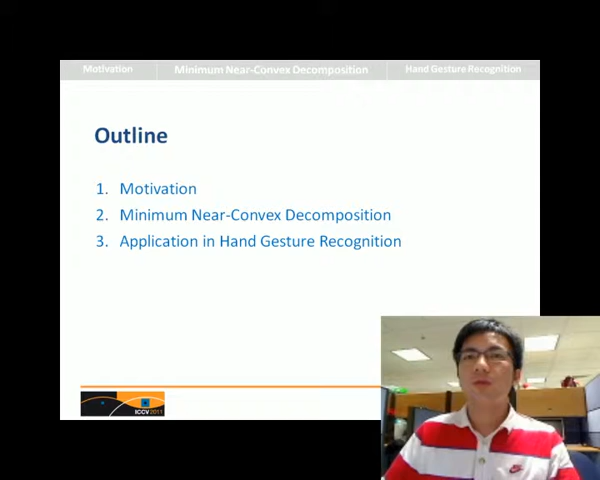 Motivation
Minimum Near-Convex Decomposition
Hand Gesture Recognition
Outline
1. Motivation
2. Minimum Near-Convex Decomposition
3. Application in Hand Gesture Recognition
ICCV 2011